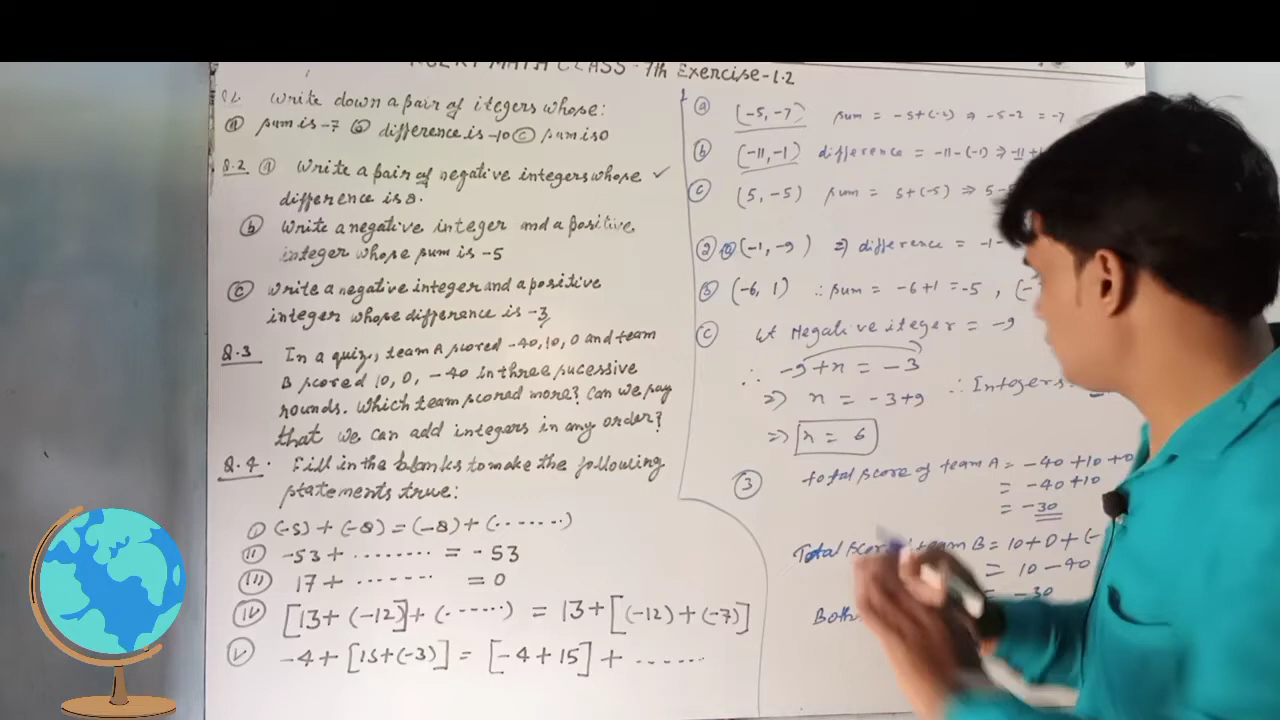 NCERT MATH CLASS - 7th Exercise-1.2
Write down a pair of itegers whose:
(a) sum is -7 (b) difference is -10 (c) sum is 0
Q.2 (a) Write a pair of negative integers whose ✓
difference is 8.
(b) Write a negative integer and a positive
integer whose sum is -5
(c) Write a negative integer and a positive
integer whose difference is -3
Q.3 In a quiz, team A scored -40, 10, 0 and team
B scored 10, 0, -40 in three sucessive
rounds. Which team scored more? Can we say
that we can add integers in any order?
Q.4. Fill in the blanks to make the following
statements true:
(i) (-5) + (-8) = (-8) + (.......)
(ii) -53 + ........ = -53
(iii) 17 + ....... = 0
(iv) [13 + (-12)] + (......) = 13 + [(-12) + (-7)]
(v) -4 + [15 + (-3)] = [-4 + 15] + .......
(a) (-5, -7) sum = -5+(-2) ⇒ -5-2 = -7
(b) (-11, -1) difference = -11-(-1) ⇒ -11+
(c) (5, -5) sum = 5+(-5) ⇒ 5-5
(2) (a) (-1, -9) ⇒ difference = -1-
(b) (-6, 1) ∴ sum = -6+1 = -5, (-
(c) let Negative iteger = -9
∴ -9+x = -3
⇒ x = -3+9 ∴ Integers
⇒ x = 6
(3) total score of team A = -40+10+0
= -40+10
= -30
Total team B = 10+0+(-
= 10-40
= -30
Both